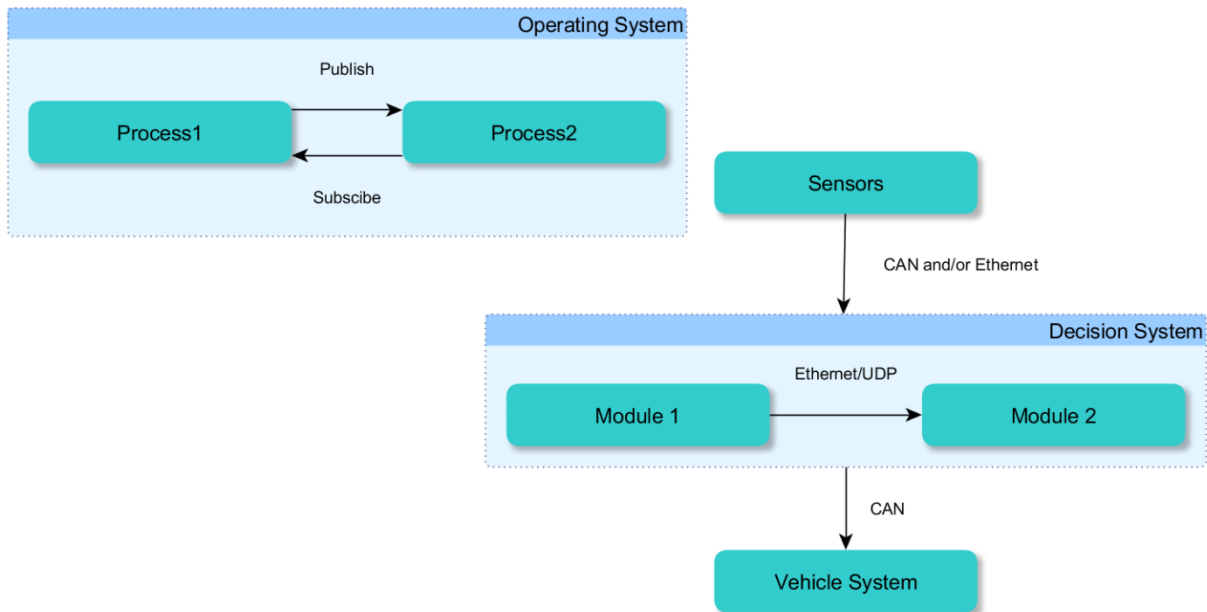 Operating System
Publish
Process1
Process2
Subscibe
Sensors
CAN and/or Ethernet
Decision System
Ethernet/UDP
Module 1
Module 2
CAN
Vehicle System